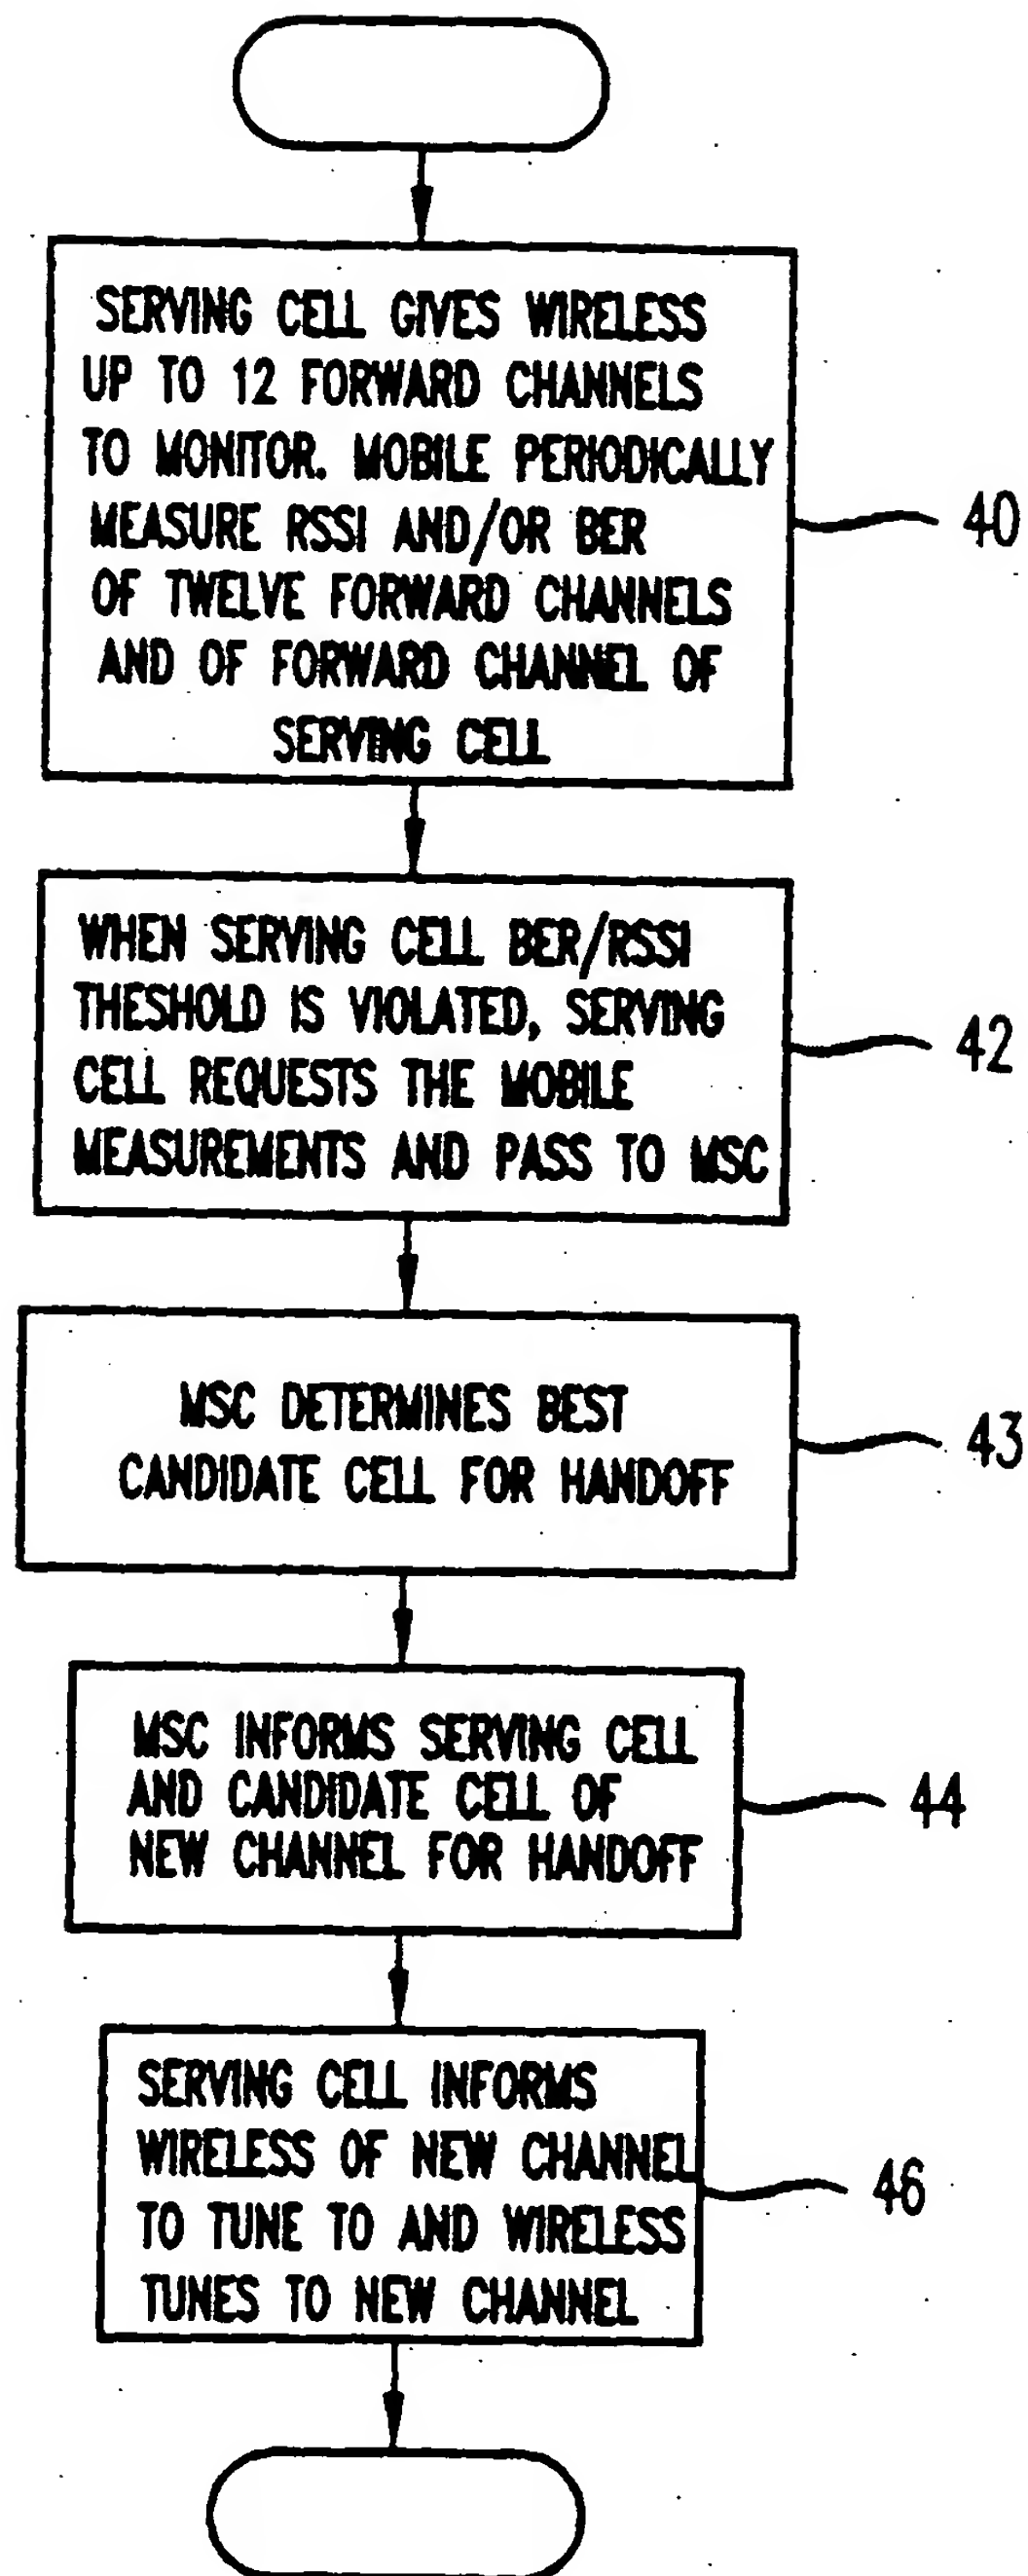 SERVING CELL GIVES WIRELESS
UP TO 12 FORWARD CHANNELS
TO MONITOR. MOBILE PERIODICALLY
MEASURE RSSI AND/OR BER
OF TWELVE FORWARD CHANNELS
AND OF FORWARD CHANNEL OF
SERVING CELL
40
WHEN SERVING CELL BER/RSSI
THESHOLD IS VIOLATED, SERVING
CELL REQUESTS THE MOBILE
MEASUREMENTS AND PASS TO MSC
42
MSC DETERMINES BEST
CANDIDATE CELL FOR HANDOFF
43
MSC INFORMS SERVING CELL
AND CANDIDATE CELL OF
NEW CHANNEL FOR HANDOFF
44
SERVING CELL INFORMS
WIRELESS OF NEW CHANNEL
TO TUNE TO AND WIRELESS
TUNES TO NEW CHANNEL
46